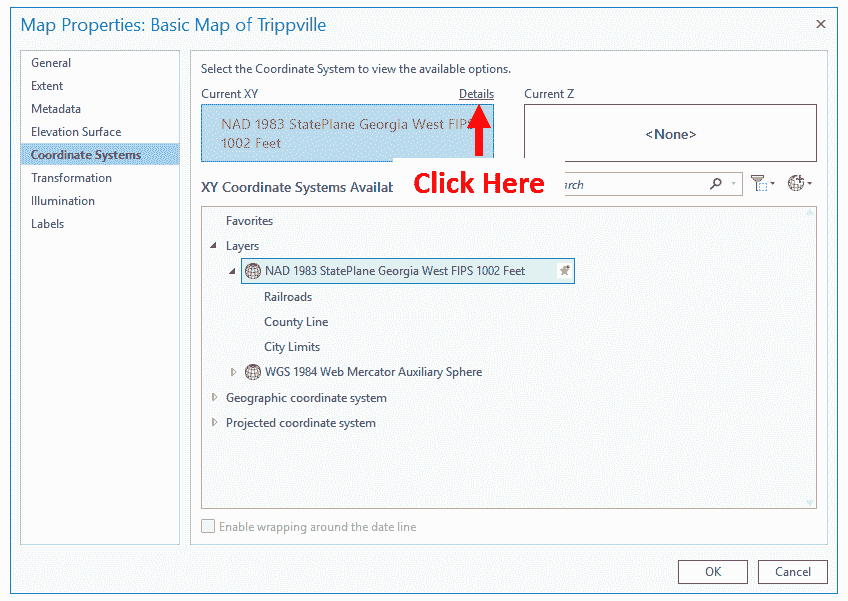 Map Properties: Basic Map of Trippville
General
Extent
Metadata
Elevation Surface
Coordinate Systems
Transformation
Illumination
Labels
Select the Coordinate System to view the available options.
Current XY Details Current Z
NAD 1983 StatePlane Georgia West FIPS
1002 Feet
<None>
XY Coordinate Systems Availab
Click Here
arch
Favorites
Layers
NAD 1983 StatePlane Georgia West FIPS 1002 Feet
Railroads
County Line
City Limits
WGS 1984 Web Mercator Auxiliary Sphere
Geographic coordinate system
Projected coordinate system
Enable wrapping around the date line
OK Cancel